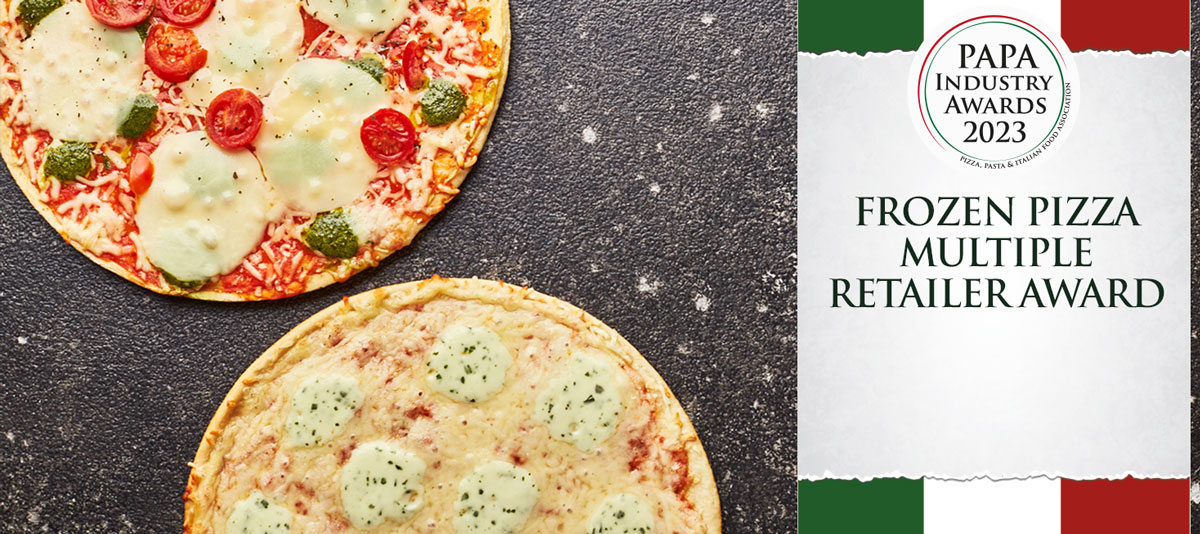 PAPA
INDUSTRY
AWARDS
2023
PIZZA, PASTA & ITALIAN FOOD ASSOCIATION
FROZEN PIZZA
MULTIPLE
RETAILER AWARD